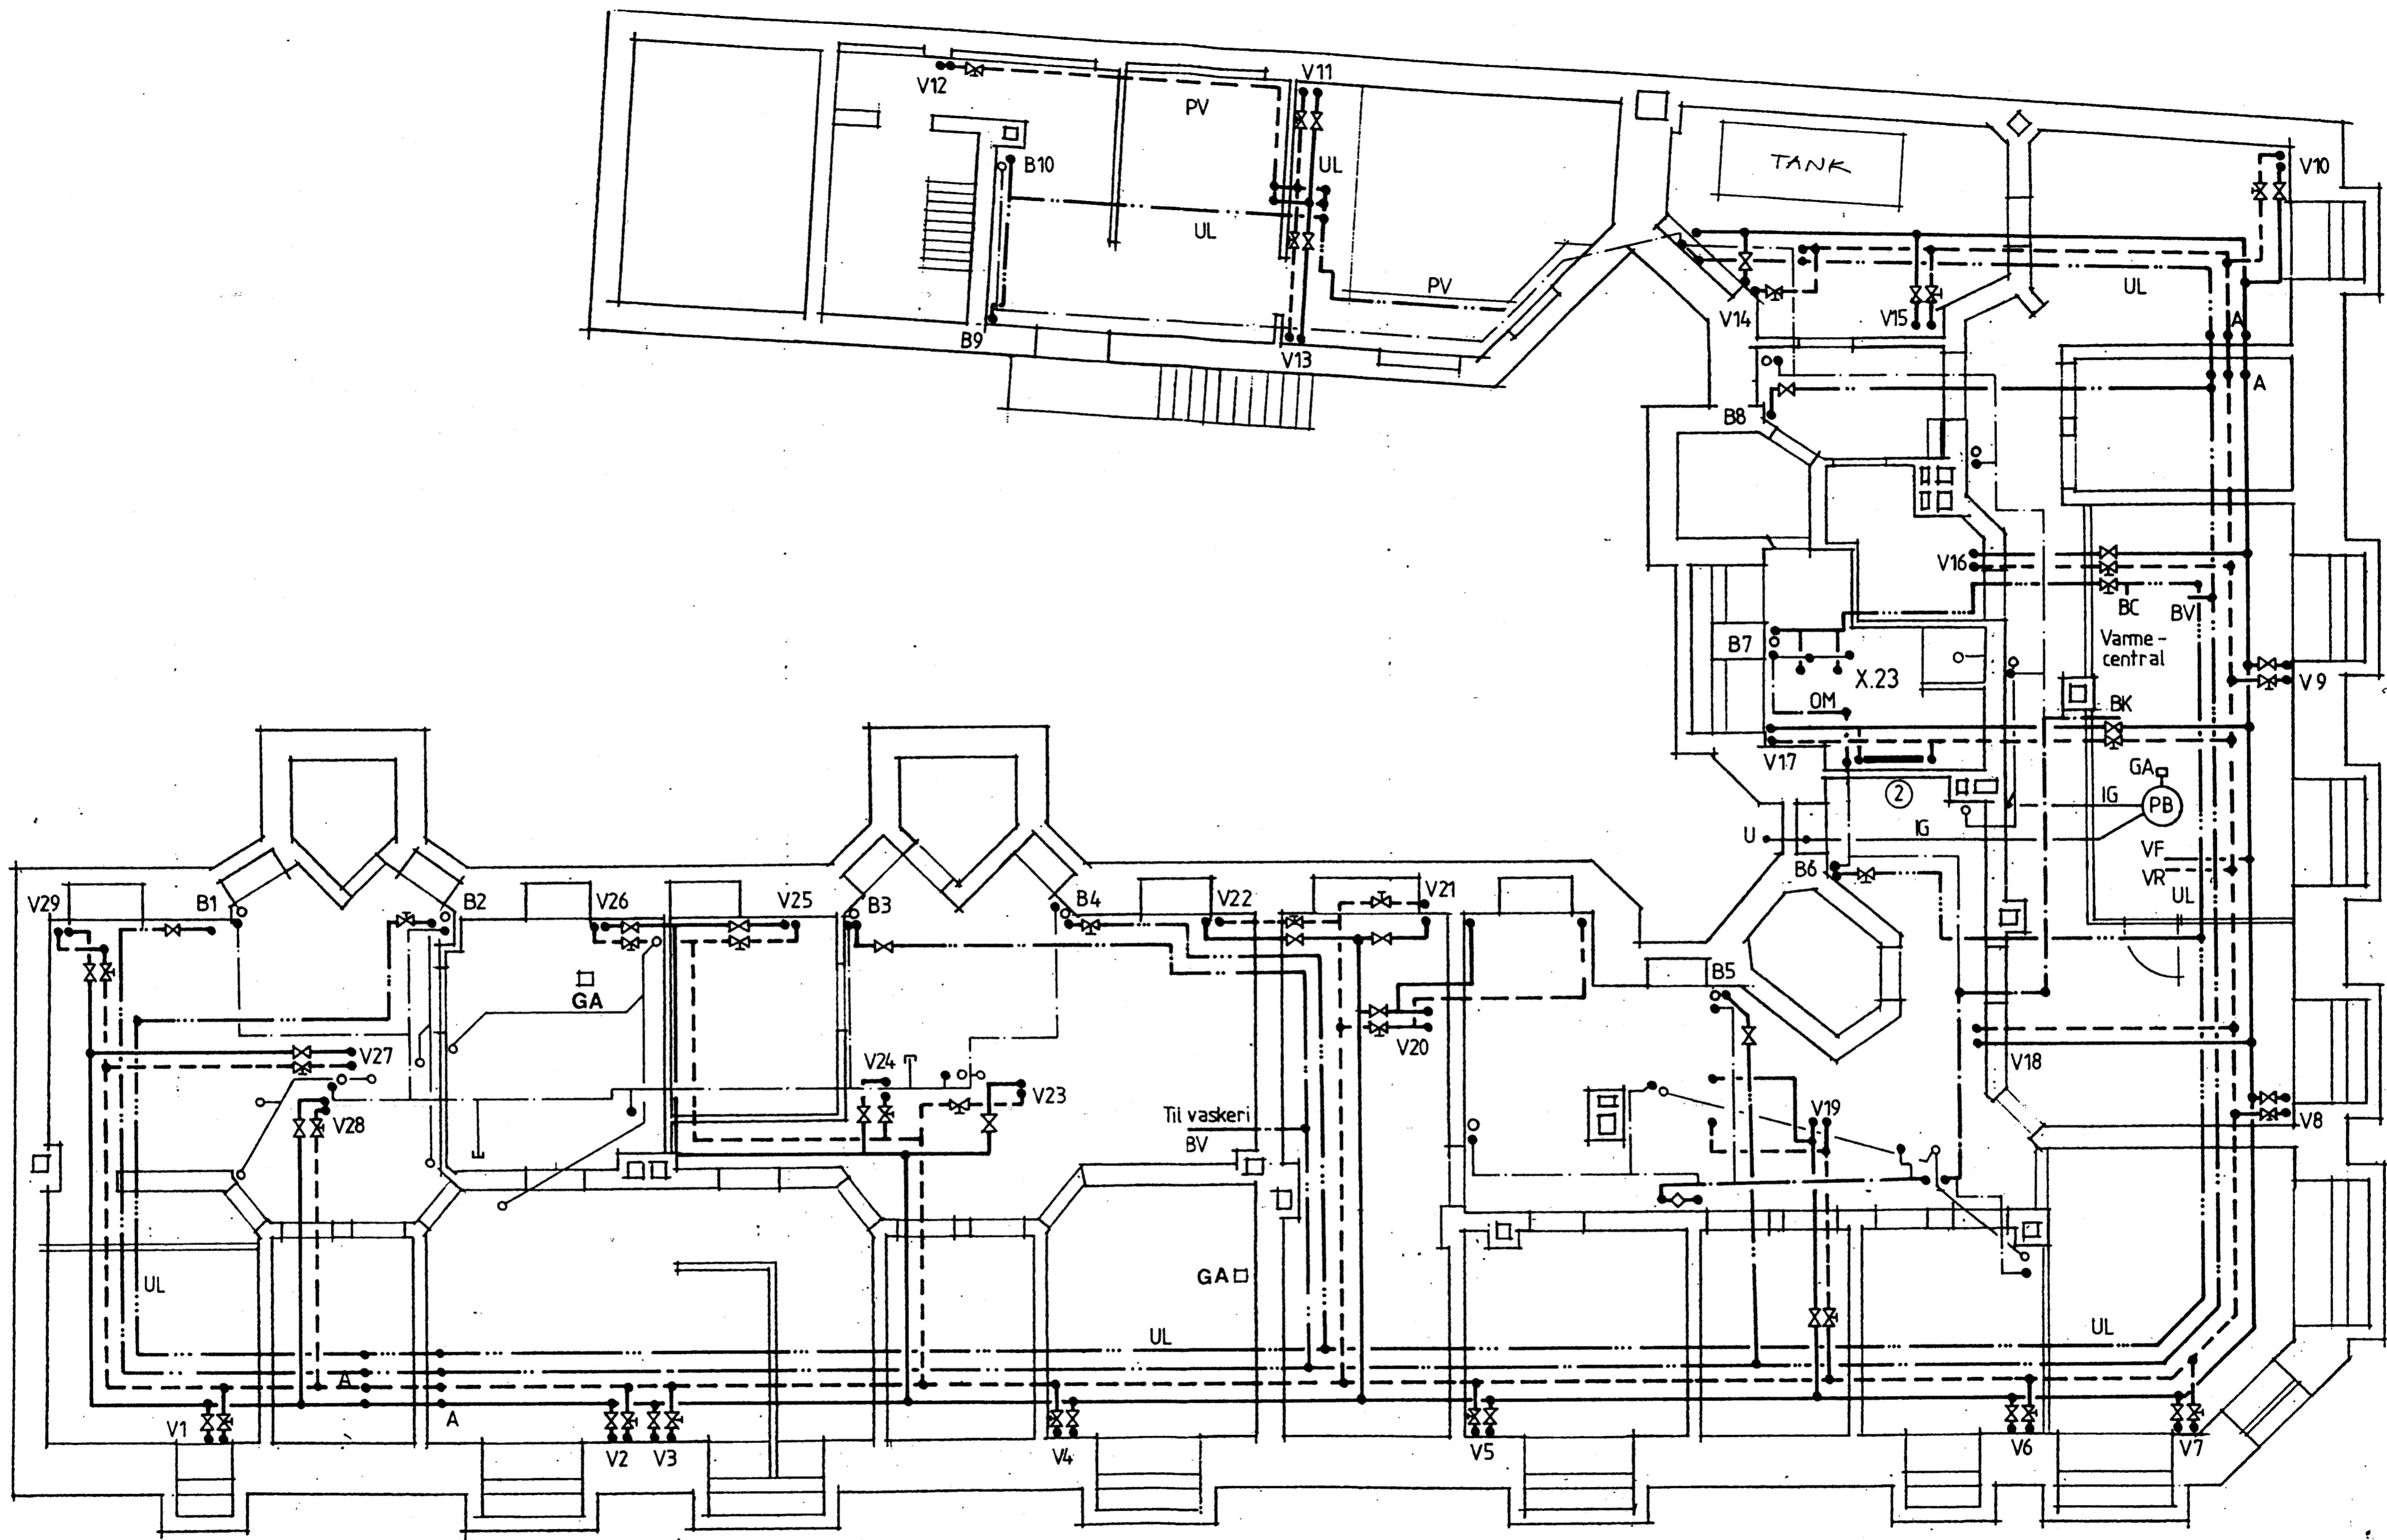 V11
V12
PV
UL
TANK
V10
B10
UL
UL
PV
V14
V15
A
B9
V13
A
B8
V16
BC
BV
Varme-
central
B7
X.23
V9
OM
BK
V17
GA
2
IG
PB
U
IG
VF
VR
B6
UL
V29
B1
B2
V26
V25
B3
B4
V22
V21
B5
GA
V20
V27
V24
V18
V23
V28
Til vaskeri
BV
V19
V8
UL
GA
UL
UL
A
V1
A
V2
V3
V4
V5
V6
V7